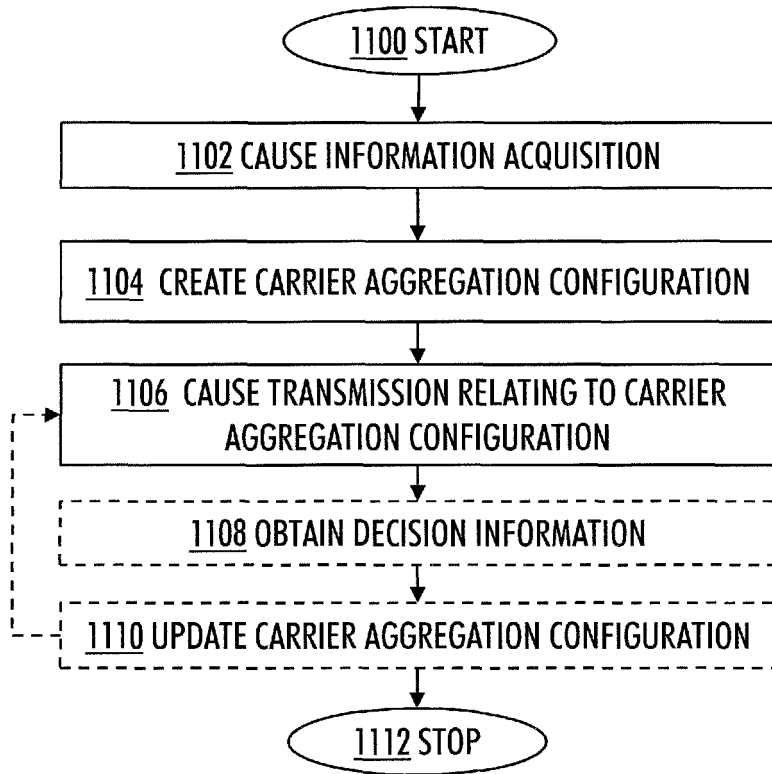 1100 START
1102 CAUSE INFORMATION ACQUISITION
1104 CREATE CARRIER AGGREGATION CONFIGURATION
1106 CAUSE TRANSMISSION RELATING TO CARRIER
AGGREGATION CONFIGURATION
1108 OBTAIN DECISION INFORMATION
1110 UPDATE CARRIER AGGREGATION CONFIGURATION
1112 STOP